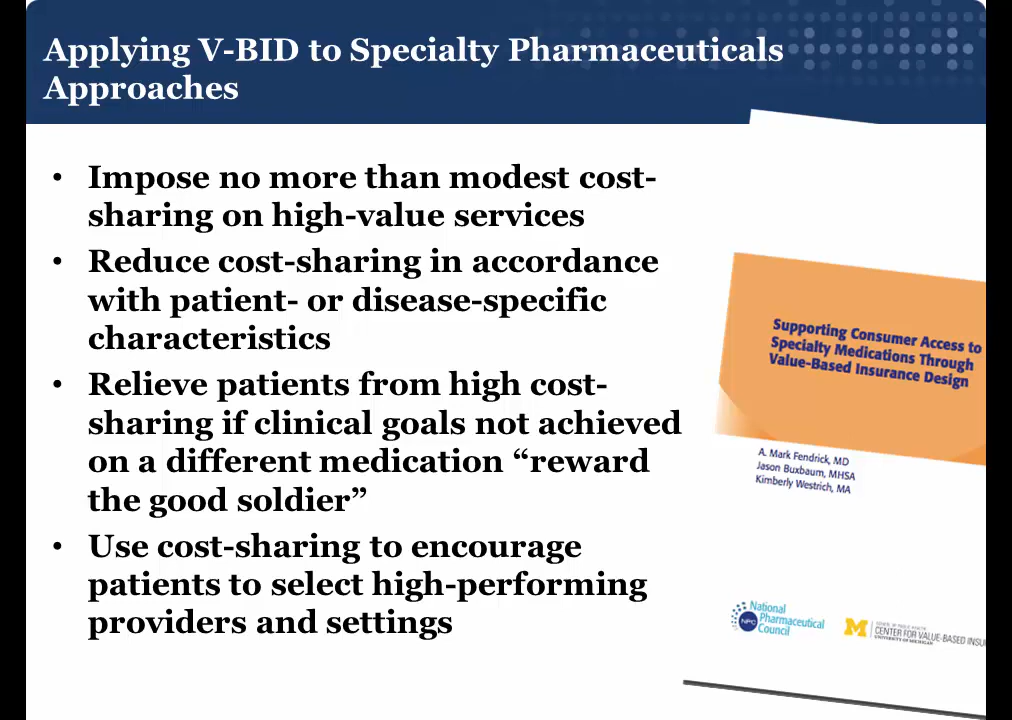 Applying V-BID to Specialty Pharmaceuticals
Approaches
• Impose no more than modest cost-
sharing on high-value services
• Reduce cost-sharing in accordance
with patient- or disease-specific
characteristics
• Relieve patients from high cost-
sharing if clinical goals not achieved
on a different medication “reward
the good soldier”
• Use cost-sharing to encourage
patients to select high-performing
providers and settings
Supporting Consumer Access to
Specialty Medications Through
Value-Based Insurance Design
A. Mark Fendrick, MD
Jason Buxbaum, MHSA
Kimberly Westrich, MA
NPC
National
Pharmaceutical
Council
M
CENTER FOR VALUE-BASED INSU
UNIVERSITY OF MICHIGAN